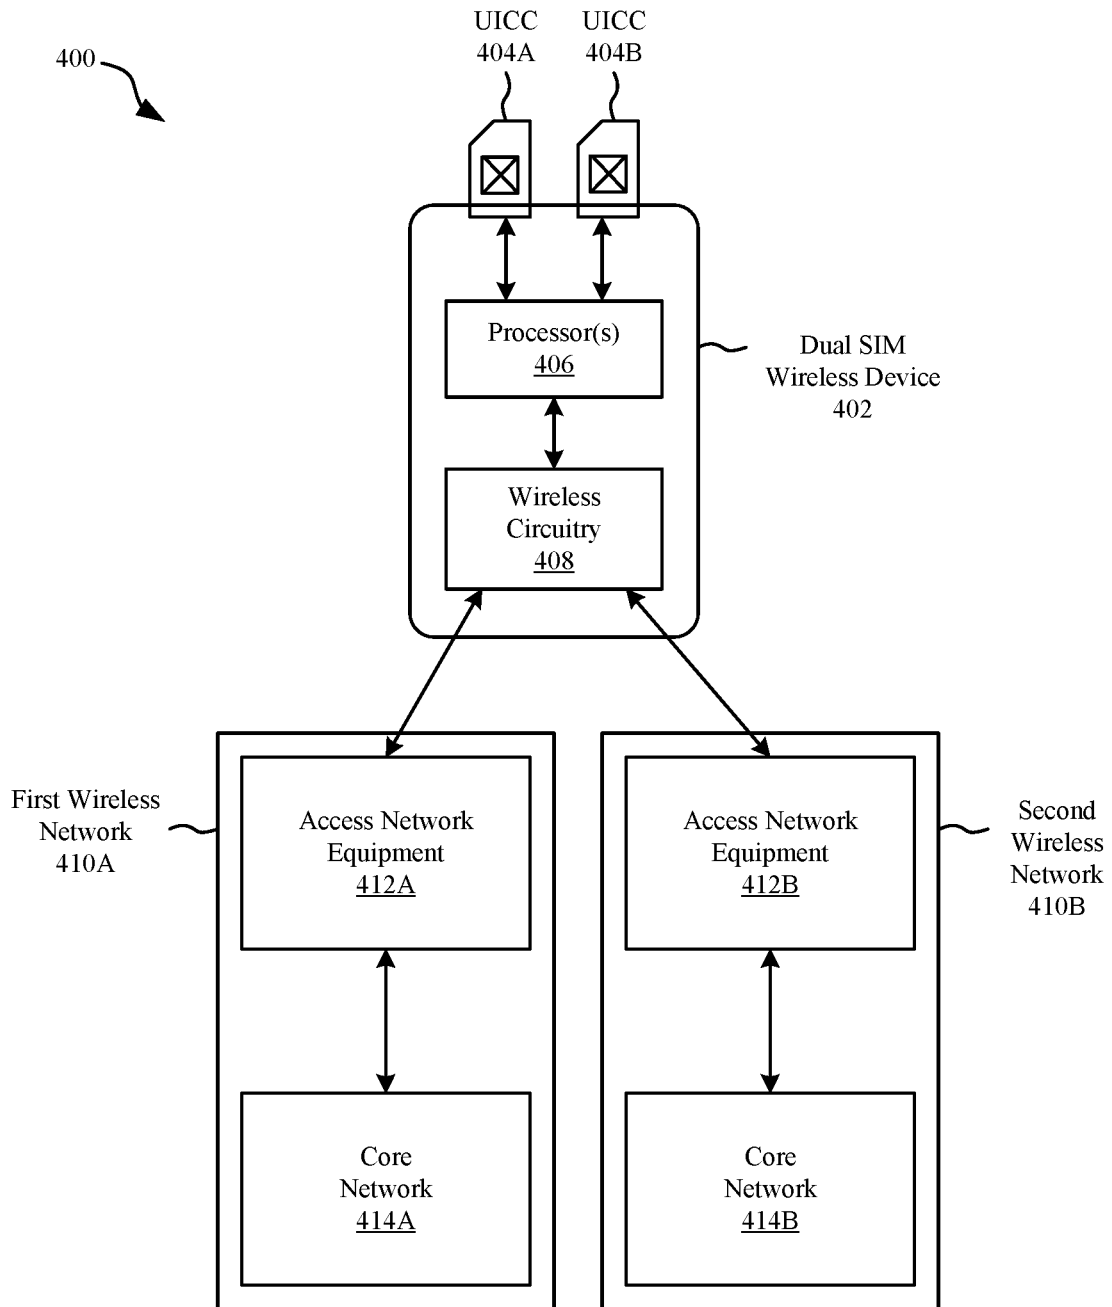 UICC
404A
UICC
404B
400
Processor(s)
406
Dual SIM
Wireless Device
402
Wireless
Circuitry
408
First Wireless
Network
410A
Access Network
Equipment
412A
Access Network
Equipment
412B
Second
Wireless
Network
410B
Core
Network
414A
Core
Network
414B